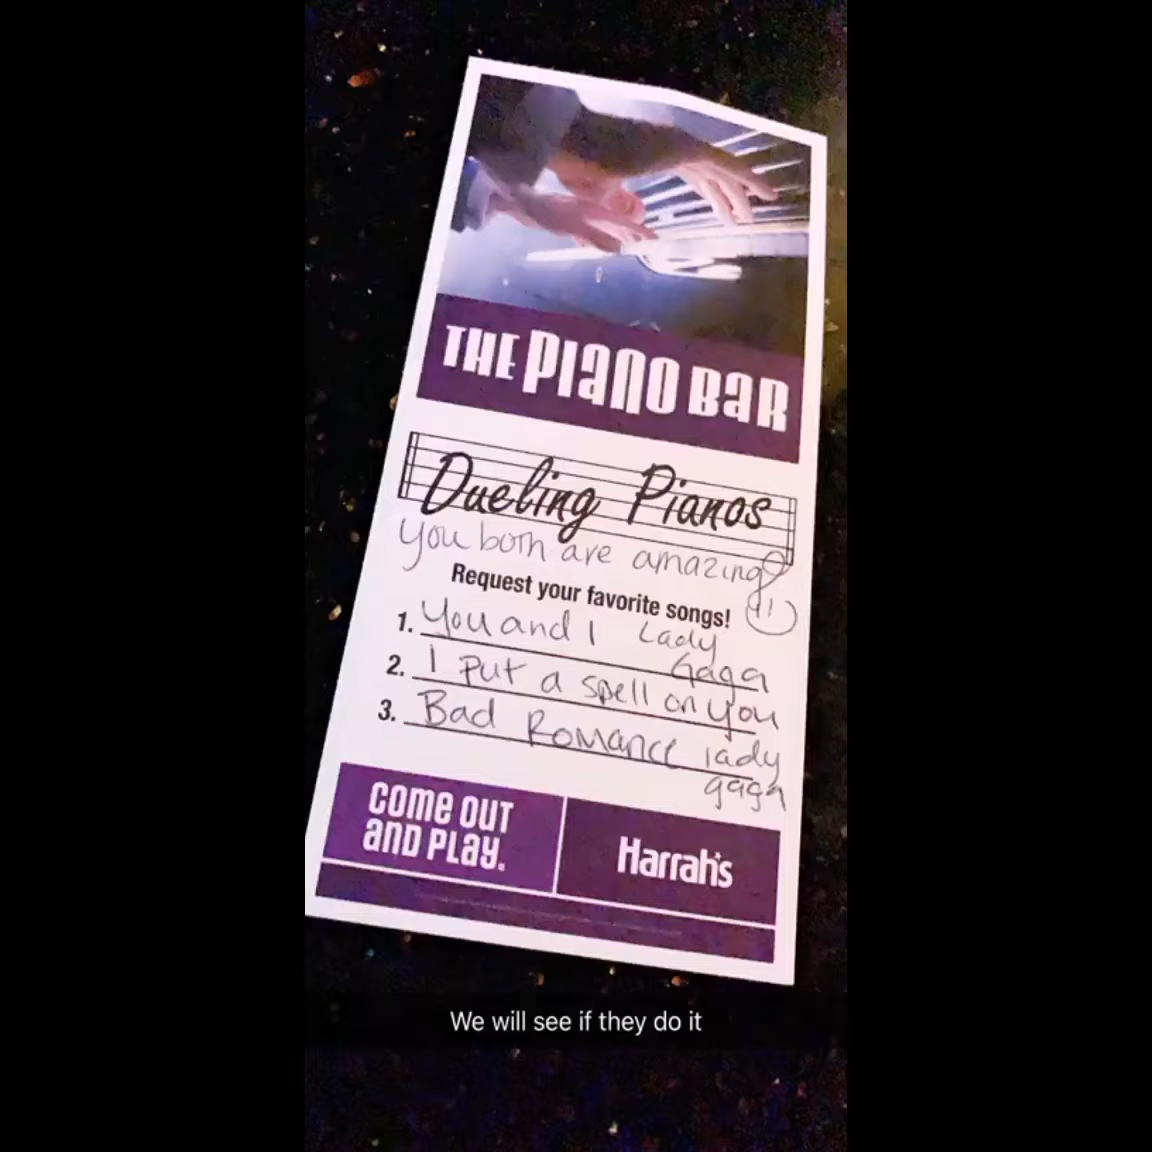 THE PIANO BAR
Dueling Pianos
You both are amazing!
Request your favorite songs!
1. You and I Lady
Gaga
2. I put a spell on you
3. Bad Romance lady
gaga
COME OUT
AND PLAY.
Harrah's
We will see if they do it